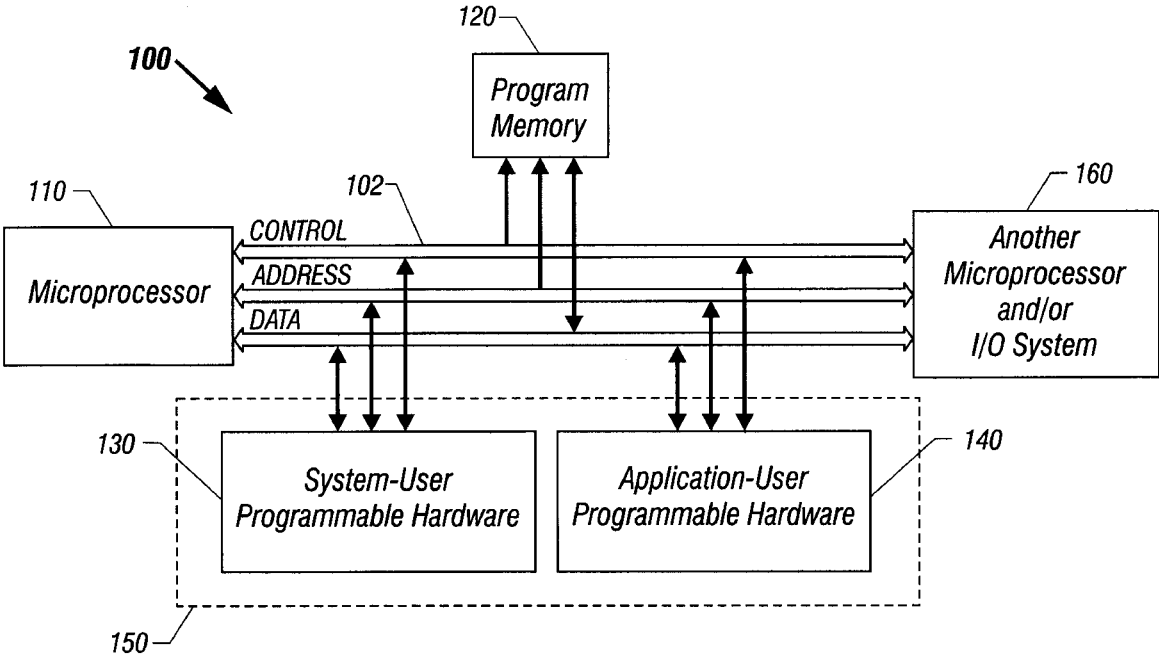 100
120
Program
Memory
110
102
160
CONTROL
ADDRESS
DATA
Microprocessor
Another
Microprocessor
and/or
I/O System
130
System-User
Programmable Hardware
140
Application-User
Programmable Hardware
150